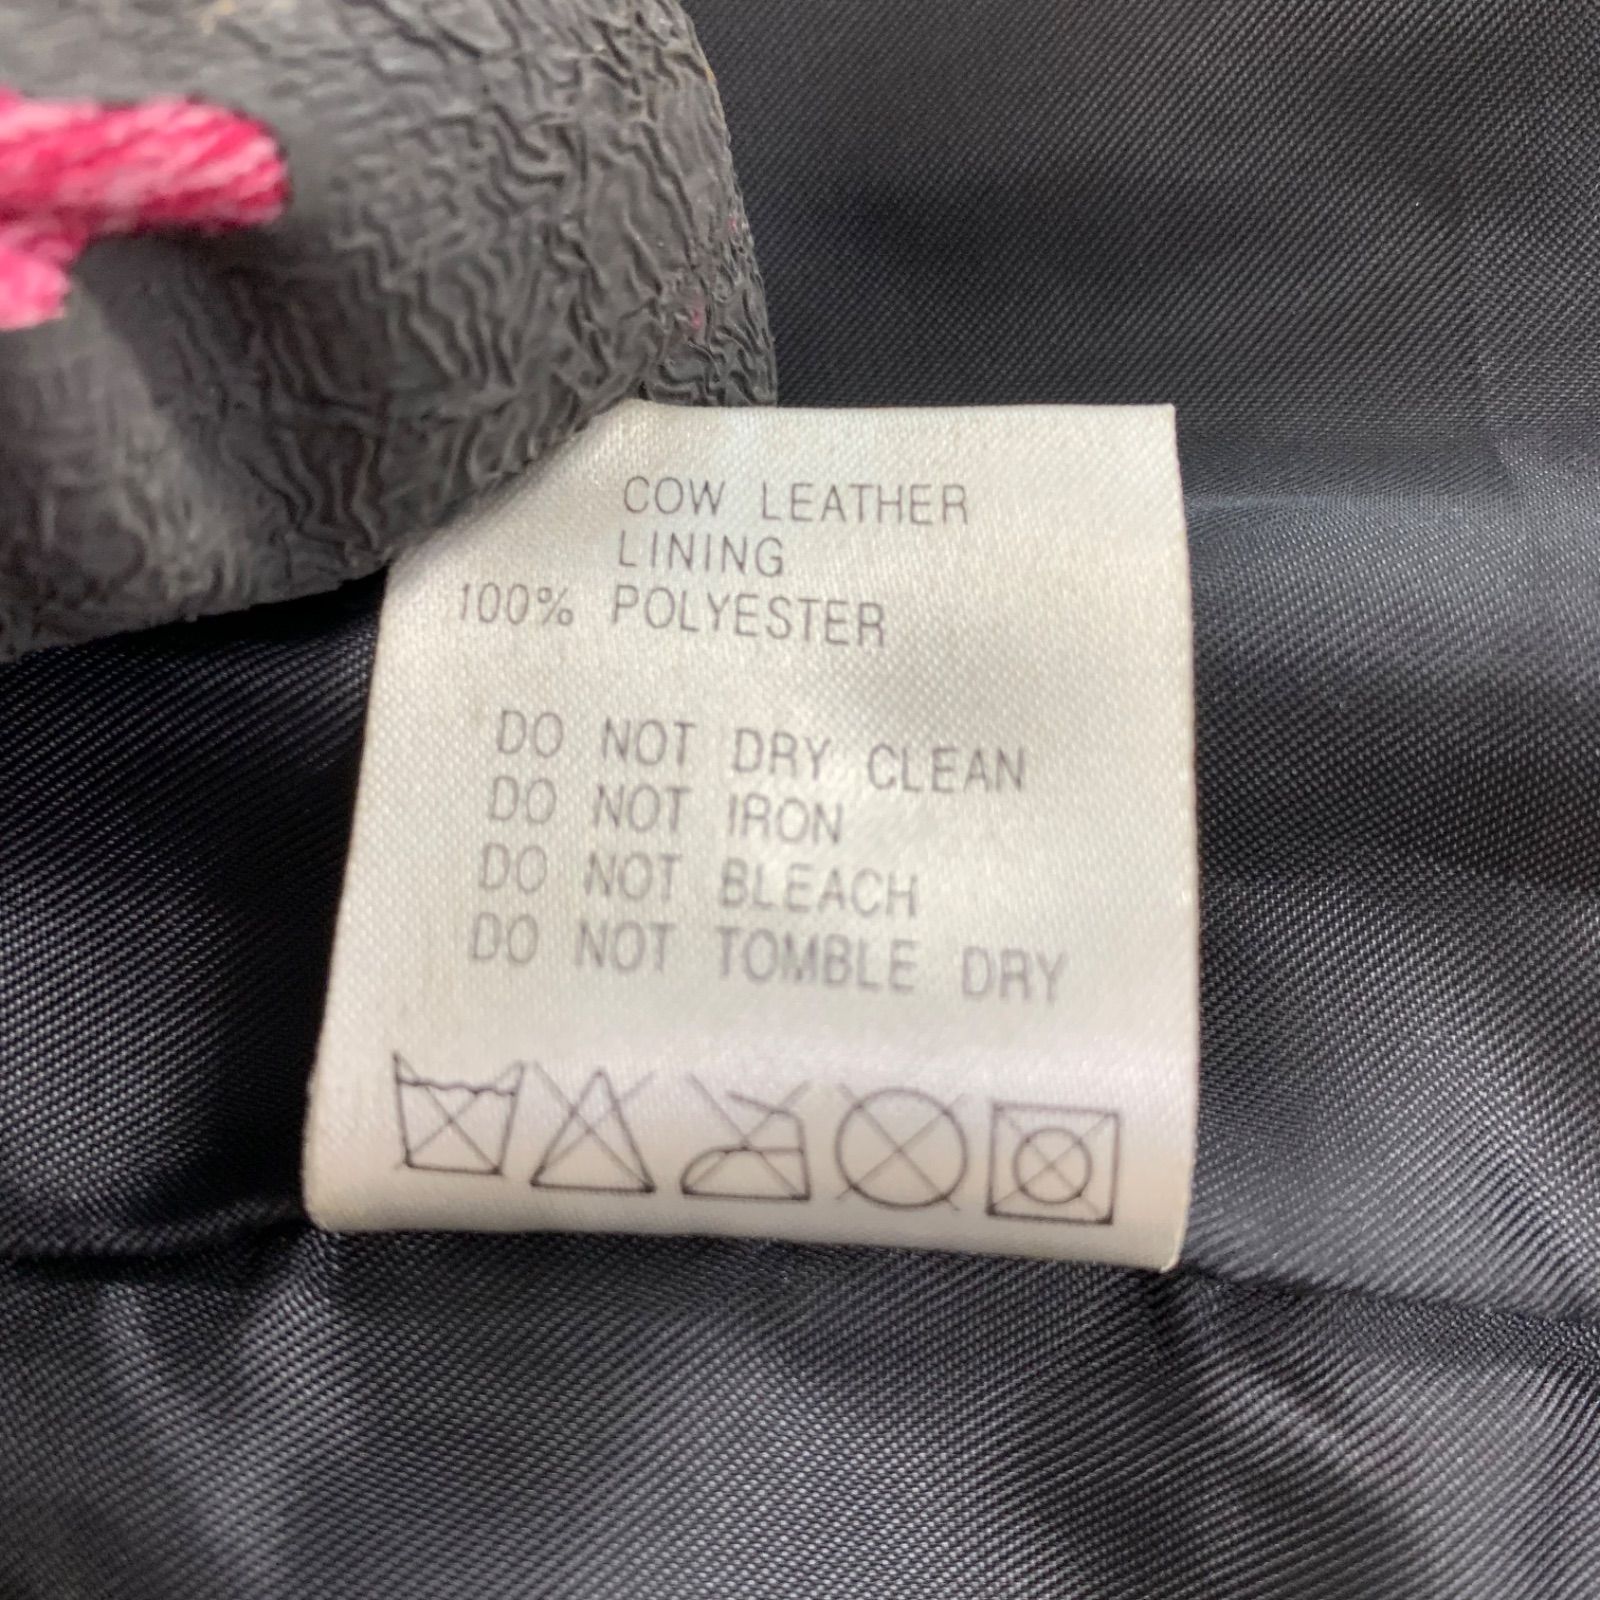 COW LEATHER
LINING
100% POLYESTER
DO NOT DRY CLEAN
DO NOT IRON
DO NOT BLEACH
DO NOT TOMBLE DRY